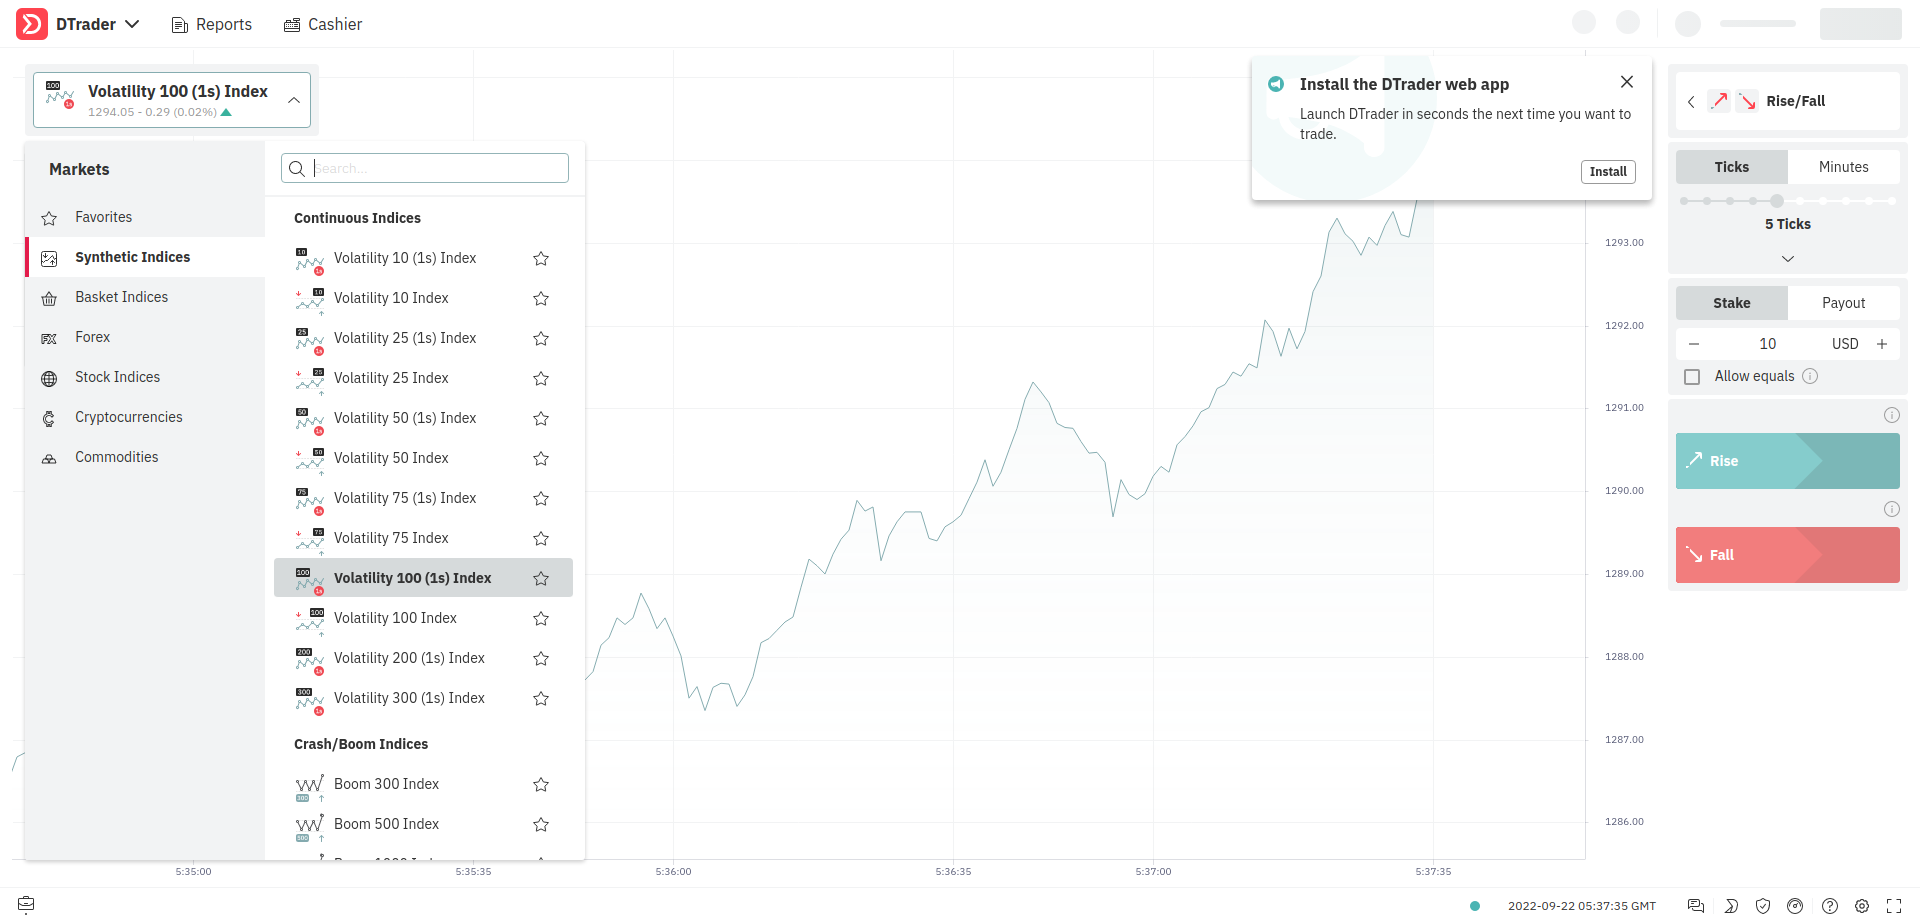 DTrader
Reports
Cashier
Volatility 100 (1s) Index
1294.05 - 0.29 (0.02%)
Markets
Favorites
Synthetic Indices
Basket Indices
Forex
Stock Indices
Cryptocurrencies
Commodities
Search...
Continuous Indices
Volatility 10 (1s) Index
Volatility 10 Index
Volatility 25 (1s) Index
Volatility 25 Index
Volatility 50 (1s) Index
Volatility 50 Index
Volatility 75 (1s) Index
Volatility 75 Index
Volatility 100 (1s) Index
Volatility 100 Index
Volatility 200 (1s) Index
Volatility 300 (1s) Index
Crash/Boom Indices
Boom 300 Index
Boom 500 Index
Install the DTrader web app
Launch DTrader in seconds the next time you want to
trade.
Install
1293.00
1292.00
1291.00
1290.00
1289.00
1288.00
1287.00
1286.00
5:35:00
5:35:35
5:36:00
5:36:35
5:37:00
5:37:35
Rise/Fall
Ticks
Minutes
5 Ticks
Stake
Payout
10
USD
Allow equals
Rise
Fall
2022-09-22 05:37:35 GMT